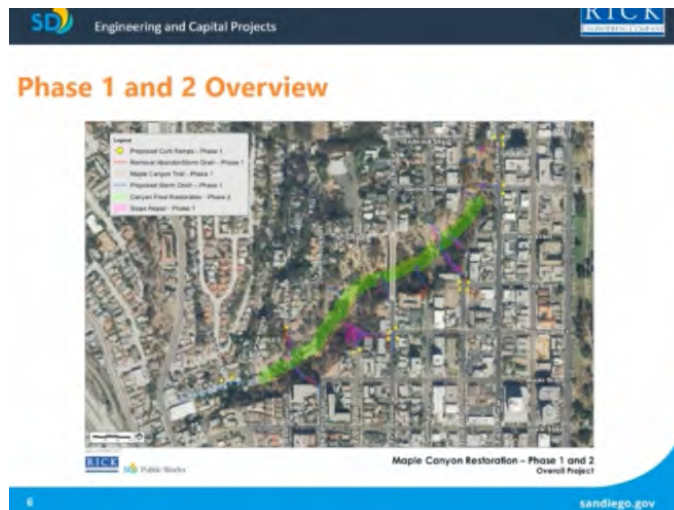 SD
Engineering and Capital Projects
RICK
ENGINEERING COMPANY
Phase 1 and 2 Overview
Legend
Proposed Curb Ramps - Phase 1
Removal Abandon Storm Drain - Phase 1
Maple Canyon Trail - Phase 1
Proposed Storm Drain - Phase 1
Canyon Floor Restoration - Phase 2
Slope Repair - Phase 1
RICK
SD Public Works
Maple Canyon Restoration – Phase 1 and 2
Overall Project
6
sandiego.gov